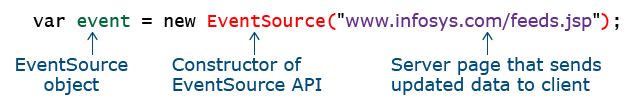 var event = new EventSource("www.infosys.com/feeds.jsp");
EventSource
object
Constructor of
EventSource API
Server page that sends
updated data to client